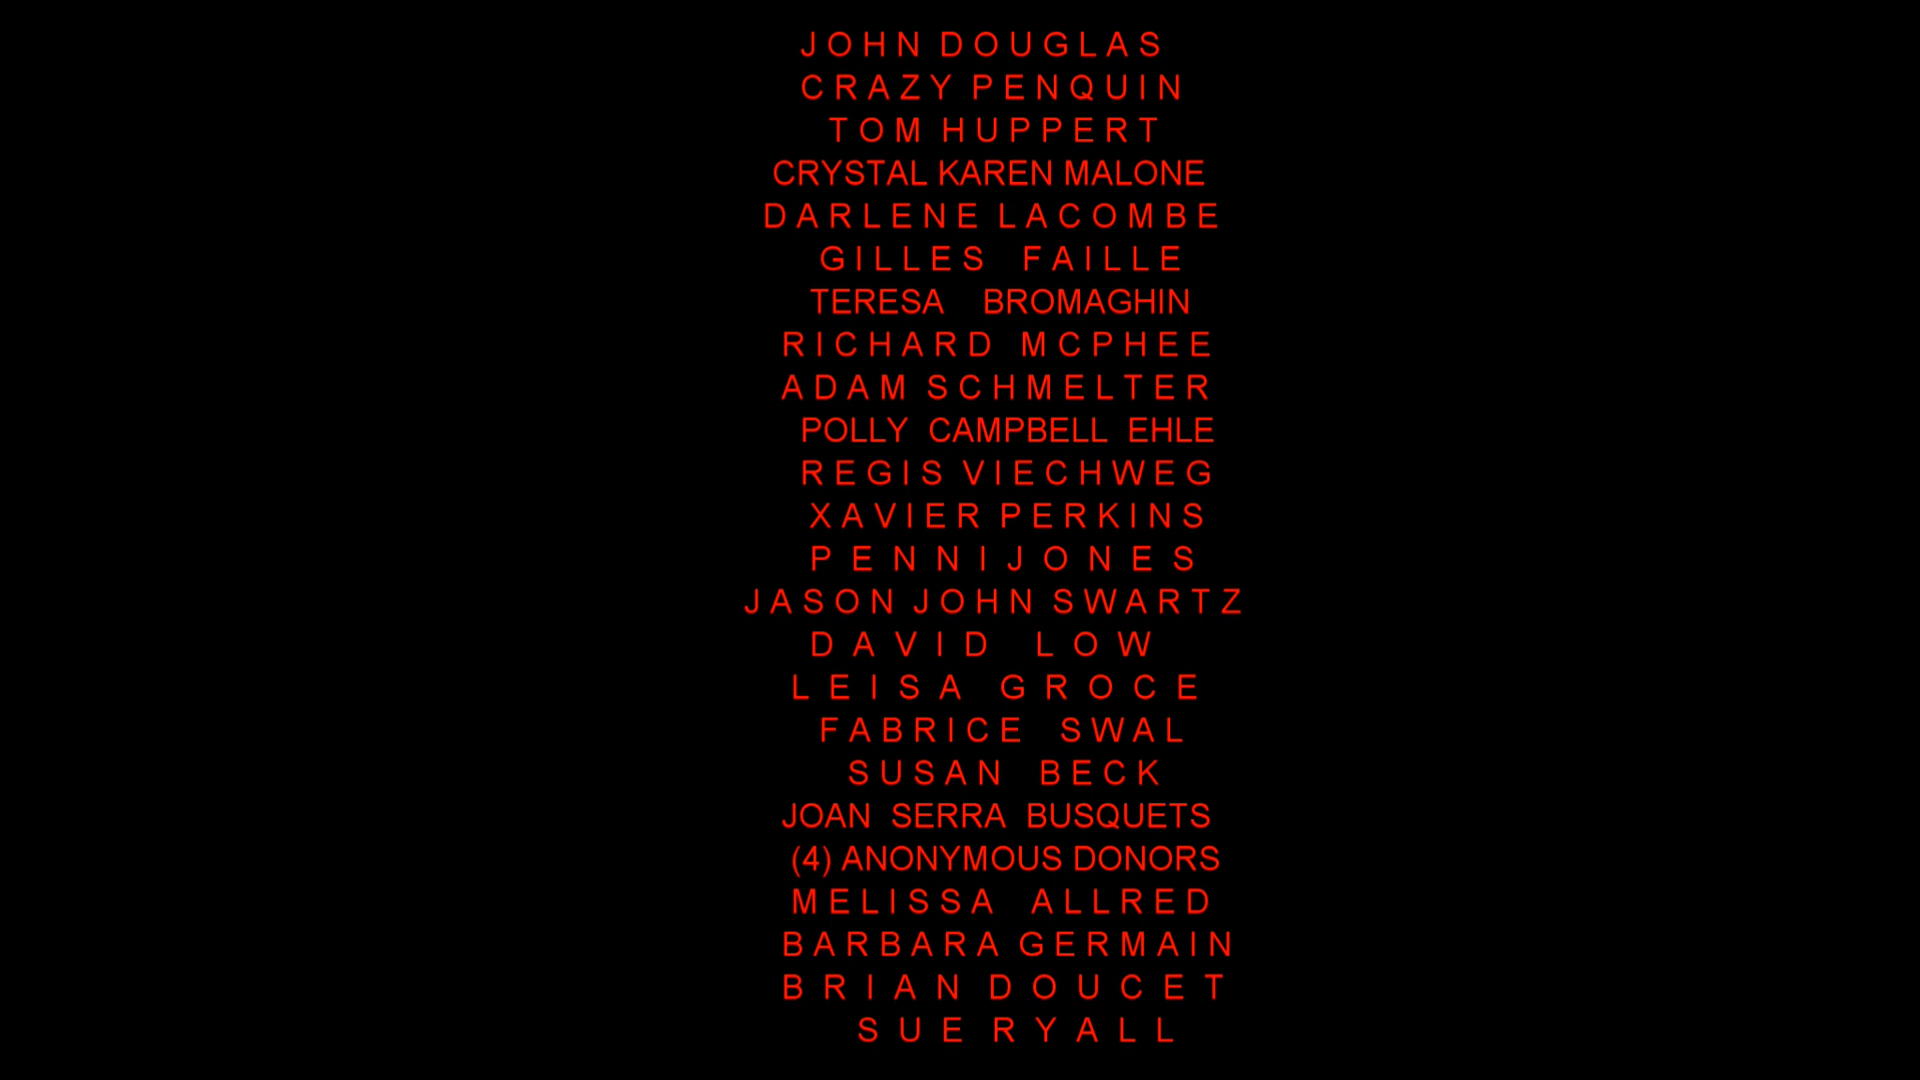 JOHN DOUGLAS
CRAZY PENQUIN
TOM HUPPERT
CRYSTAL KAREN MALONE
DARLENE LACOMBE
GILLES FAILLE
TERESA BROMAGHIN
RICHARD MCPHEE
ADAM SCHMELTER
POLLY CAMPBELL EHLE
REGIS VIECHWEG
XAVIER PERKINS
PENNI JONES
JASON JOHN SWARTZ
DAVID LOW
LEISA GROCE
FABRICE SWAL
SUSAN BECK
JOAN SERRA BUSQUETS
(4) ANONYMOUS DONORS
MELISSA ALLRED
BARBARA GERMAIN
BRIAN DOUCET
SUE RYALL